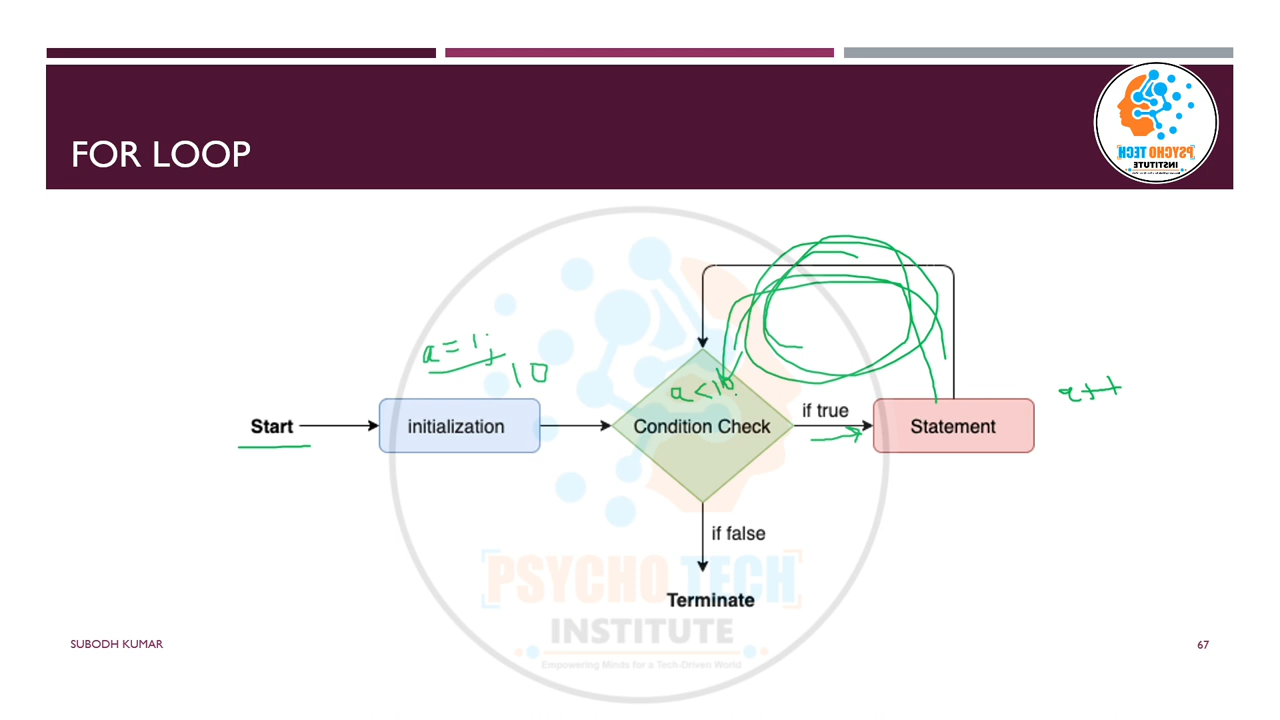 FOR LOOP
PSYCHO TECH
INSTITUTE
a=1;
10
a<10;
if true
a++
Start
initialization
Condition Check
Statement
if false
PSYCHO TECH
Terminate
INSTITUTE
SUBODH KUMAR
67
Empowering Minds for a Tech-Driven World